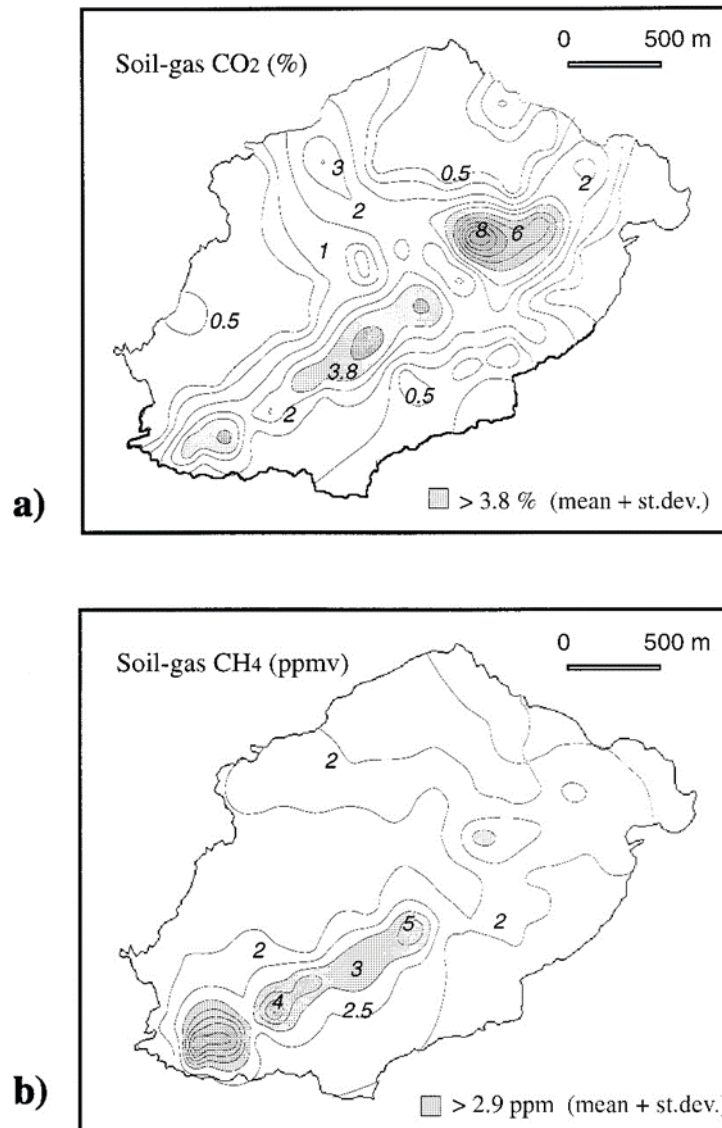 Soil-gas CO2 (%)
0 500 m
3
0.5
2
2
8 6
1
0.5
3.8
0.5
2
a)
> 3.8 % (mean + st.dev.)
Soil-gas CH4 (ppmv)
0 500 m
2
5
2
2
3
4
2.5
b)
> 2.9 ppm (mean + st.dev.)